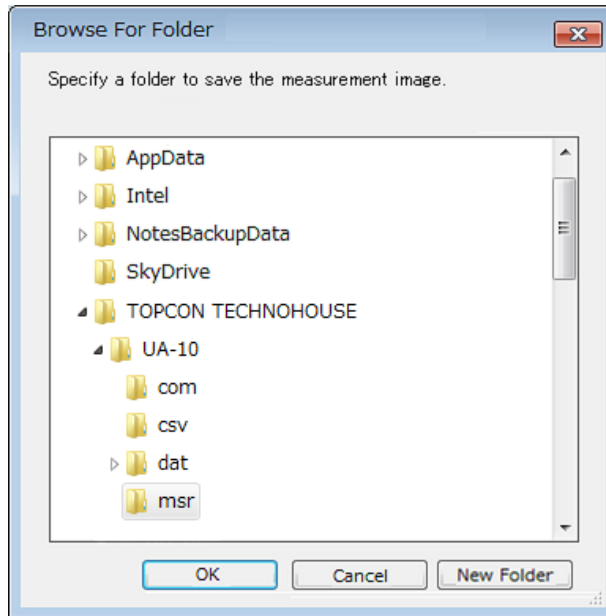 Browse For Folder
Specify a folder to save the measurement image.
AppData
Intel
NotesBackupData
SkyDrive
TOPCON TECHNOHOUSE
UA-10
com
csv
dat
msr
OK Cancel New Folder